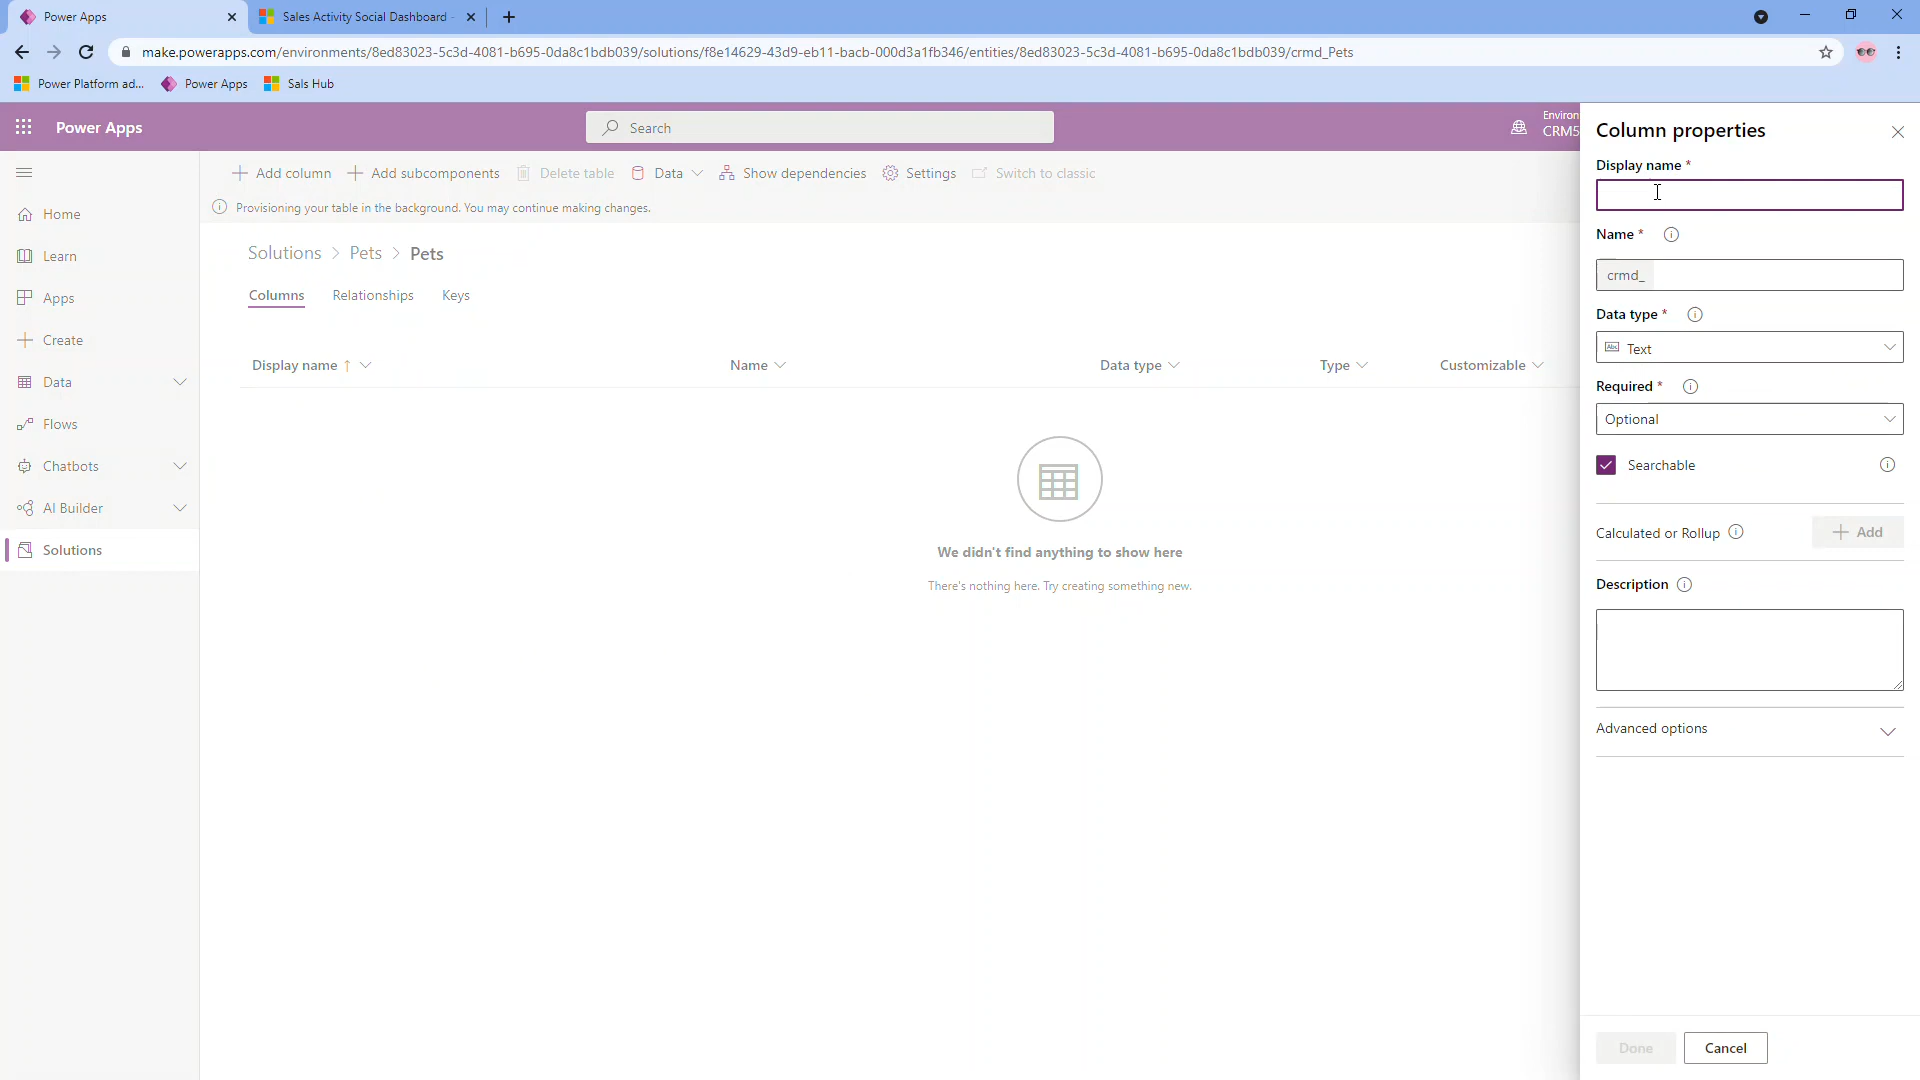 Power Apps
Sales Activity Social Dashboard -
make.powerapps.com/environments/8ed83023-5c3d-4081-b695-0da8c1bdb039/solutions/f8e14629-43d9-eb11-bacb-000d3a1fb346/entities/8ed83023-5c3d-4081-b695-0da8c1bdb039/crmd_Pets
Power Platform ad... Power Apps Sals Hub
Power Apps
Search
Environ
CRM5
Add column Add subcomponents Delete table Data Show dependencies Settings Switch to classic
Provisioning your table in the background. You may continue making changes.
Home
Learn
Apps
Create
Data
Flows
Chatbots
AI Builder
Solutions
Solutions > Pets > Pets
Columns Relationships Keys
Display name ↑ Name Data type Type Customizable
We didn't find anything to show here
There's nothing here. Try creating something new.
Column properties
Display name *
Name *
crmd_
Data type *
Abc Text
Required *
Optional
Searchable
Calculated or Rollup + Add
Description
Advanced options
Done Cancel